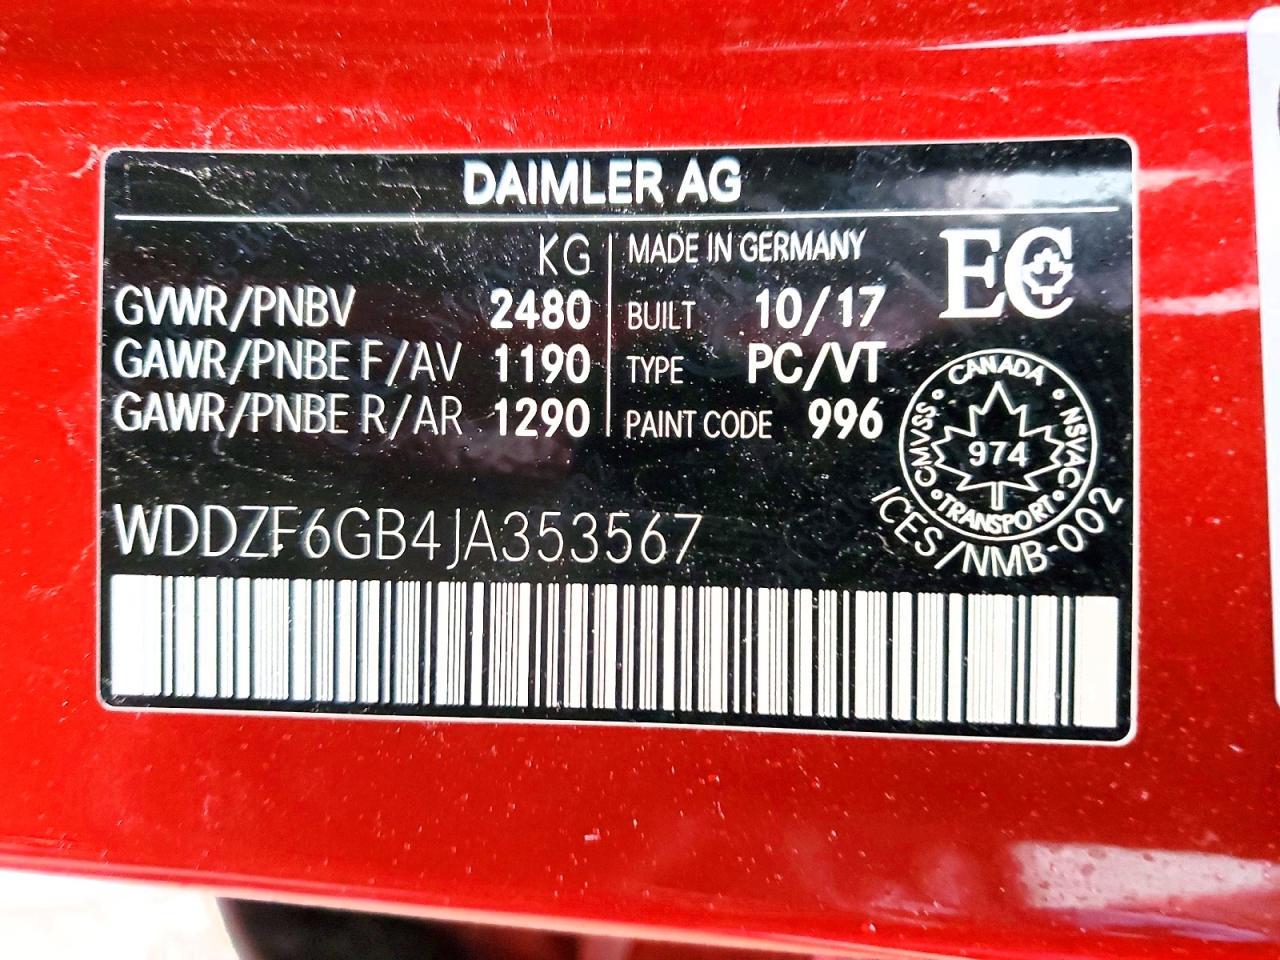 DAIMLER AG
KG
GVWR/PNBV 2480
GAWR/PNBE F/AV 1190
GAWR/PNBE R/AR 1290
MADE IN GERMANY
BUILT 10/17
TYPE PC/VT
PAINT CODE 996
EC
CANADA
CMVSS NSVAC
974
TRANSPORT
ICES/NMB-002
WDDZF6GB4JA353567